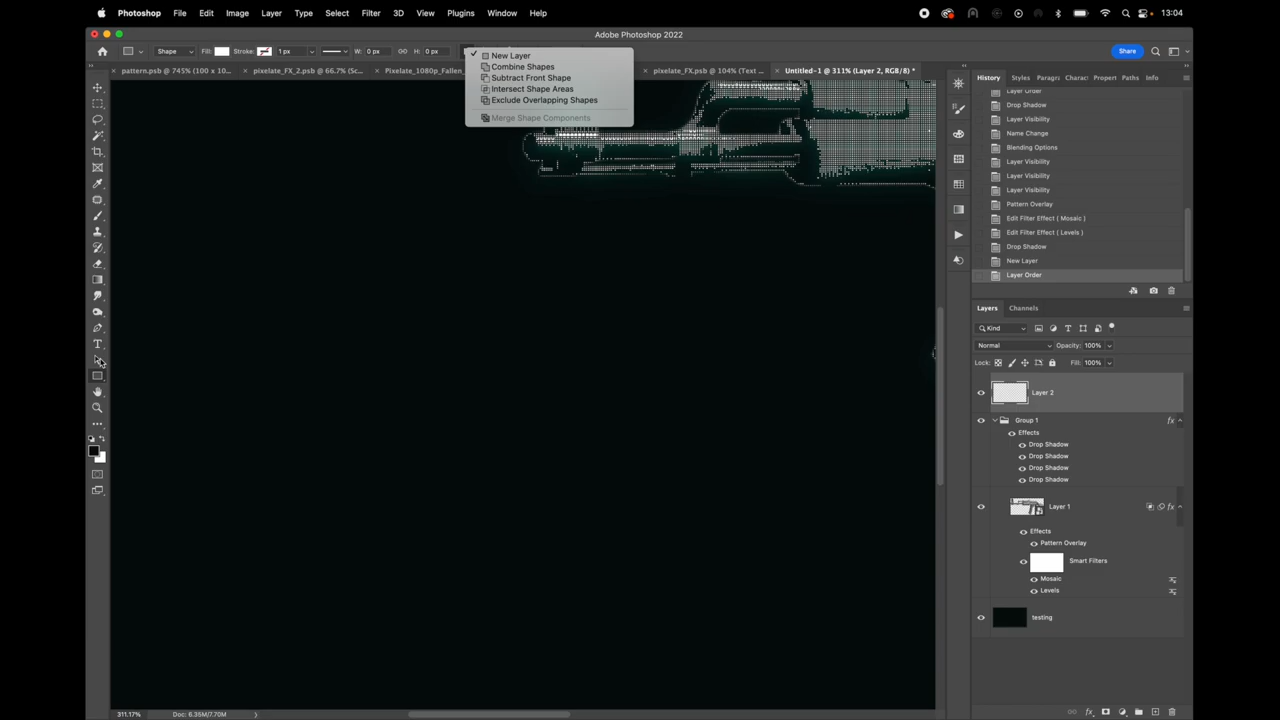 Photoshop File Edit Image Layer Type Select Filter 3D View Plugins Window Help 13:04
Adobe Photoshop 2022
Shape Fill: Stroke: 1 px W: 0 px H: 0 px Share
New Layer
Combine Shapes
Subtract Front Shape
Intersect Shape Areas
Exclude Overlapping Shapes
Merge Shape Components
pattern.psb @ 745% (100 x 10... pixelate_FX_2.psb @ 66.7% (Sc... Pixelate_1080p_Fallen_ pixelate_FX.psb @ 104% (Text ... Untitled-1 @ 311% (Layer 2, RGB/8) *
History Styles Paragra Charac Propert Paths Info
Layer Order
Drop Shadow
Layer Visibility
Name Change
Blending Options
Layer Visibility
Layer Visibility
Layer Visibility
Pattern Overlay
Edit Filter Effect ( Mosaic )
Edit Filter Effect ( Levels )
Drop Shadow
New Layer
Layer Order
Layers Channels
Kind
Normal Opacity: 100%
Lock: Fill: 100%
Layer 2
Group 1 fx
Effects
Drop Shadow
Drop Shadow
Drop Shadow
Drop Shadow
Layer 1 fx
Effects
Pattern Overlay
Smart Filters
Mosaic
Levels
testing
311.17% Doc: 6.35M/7.70M fx